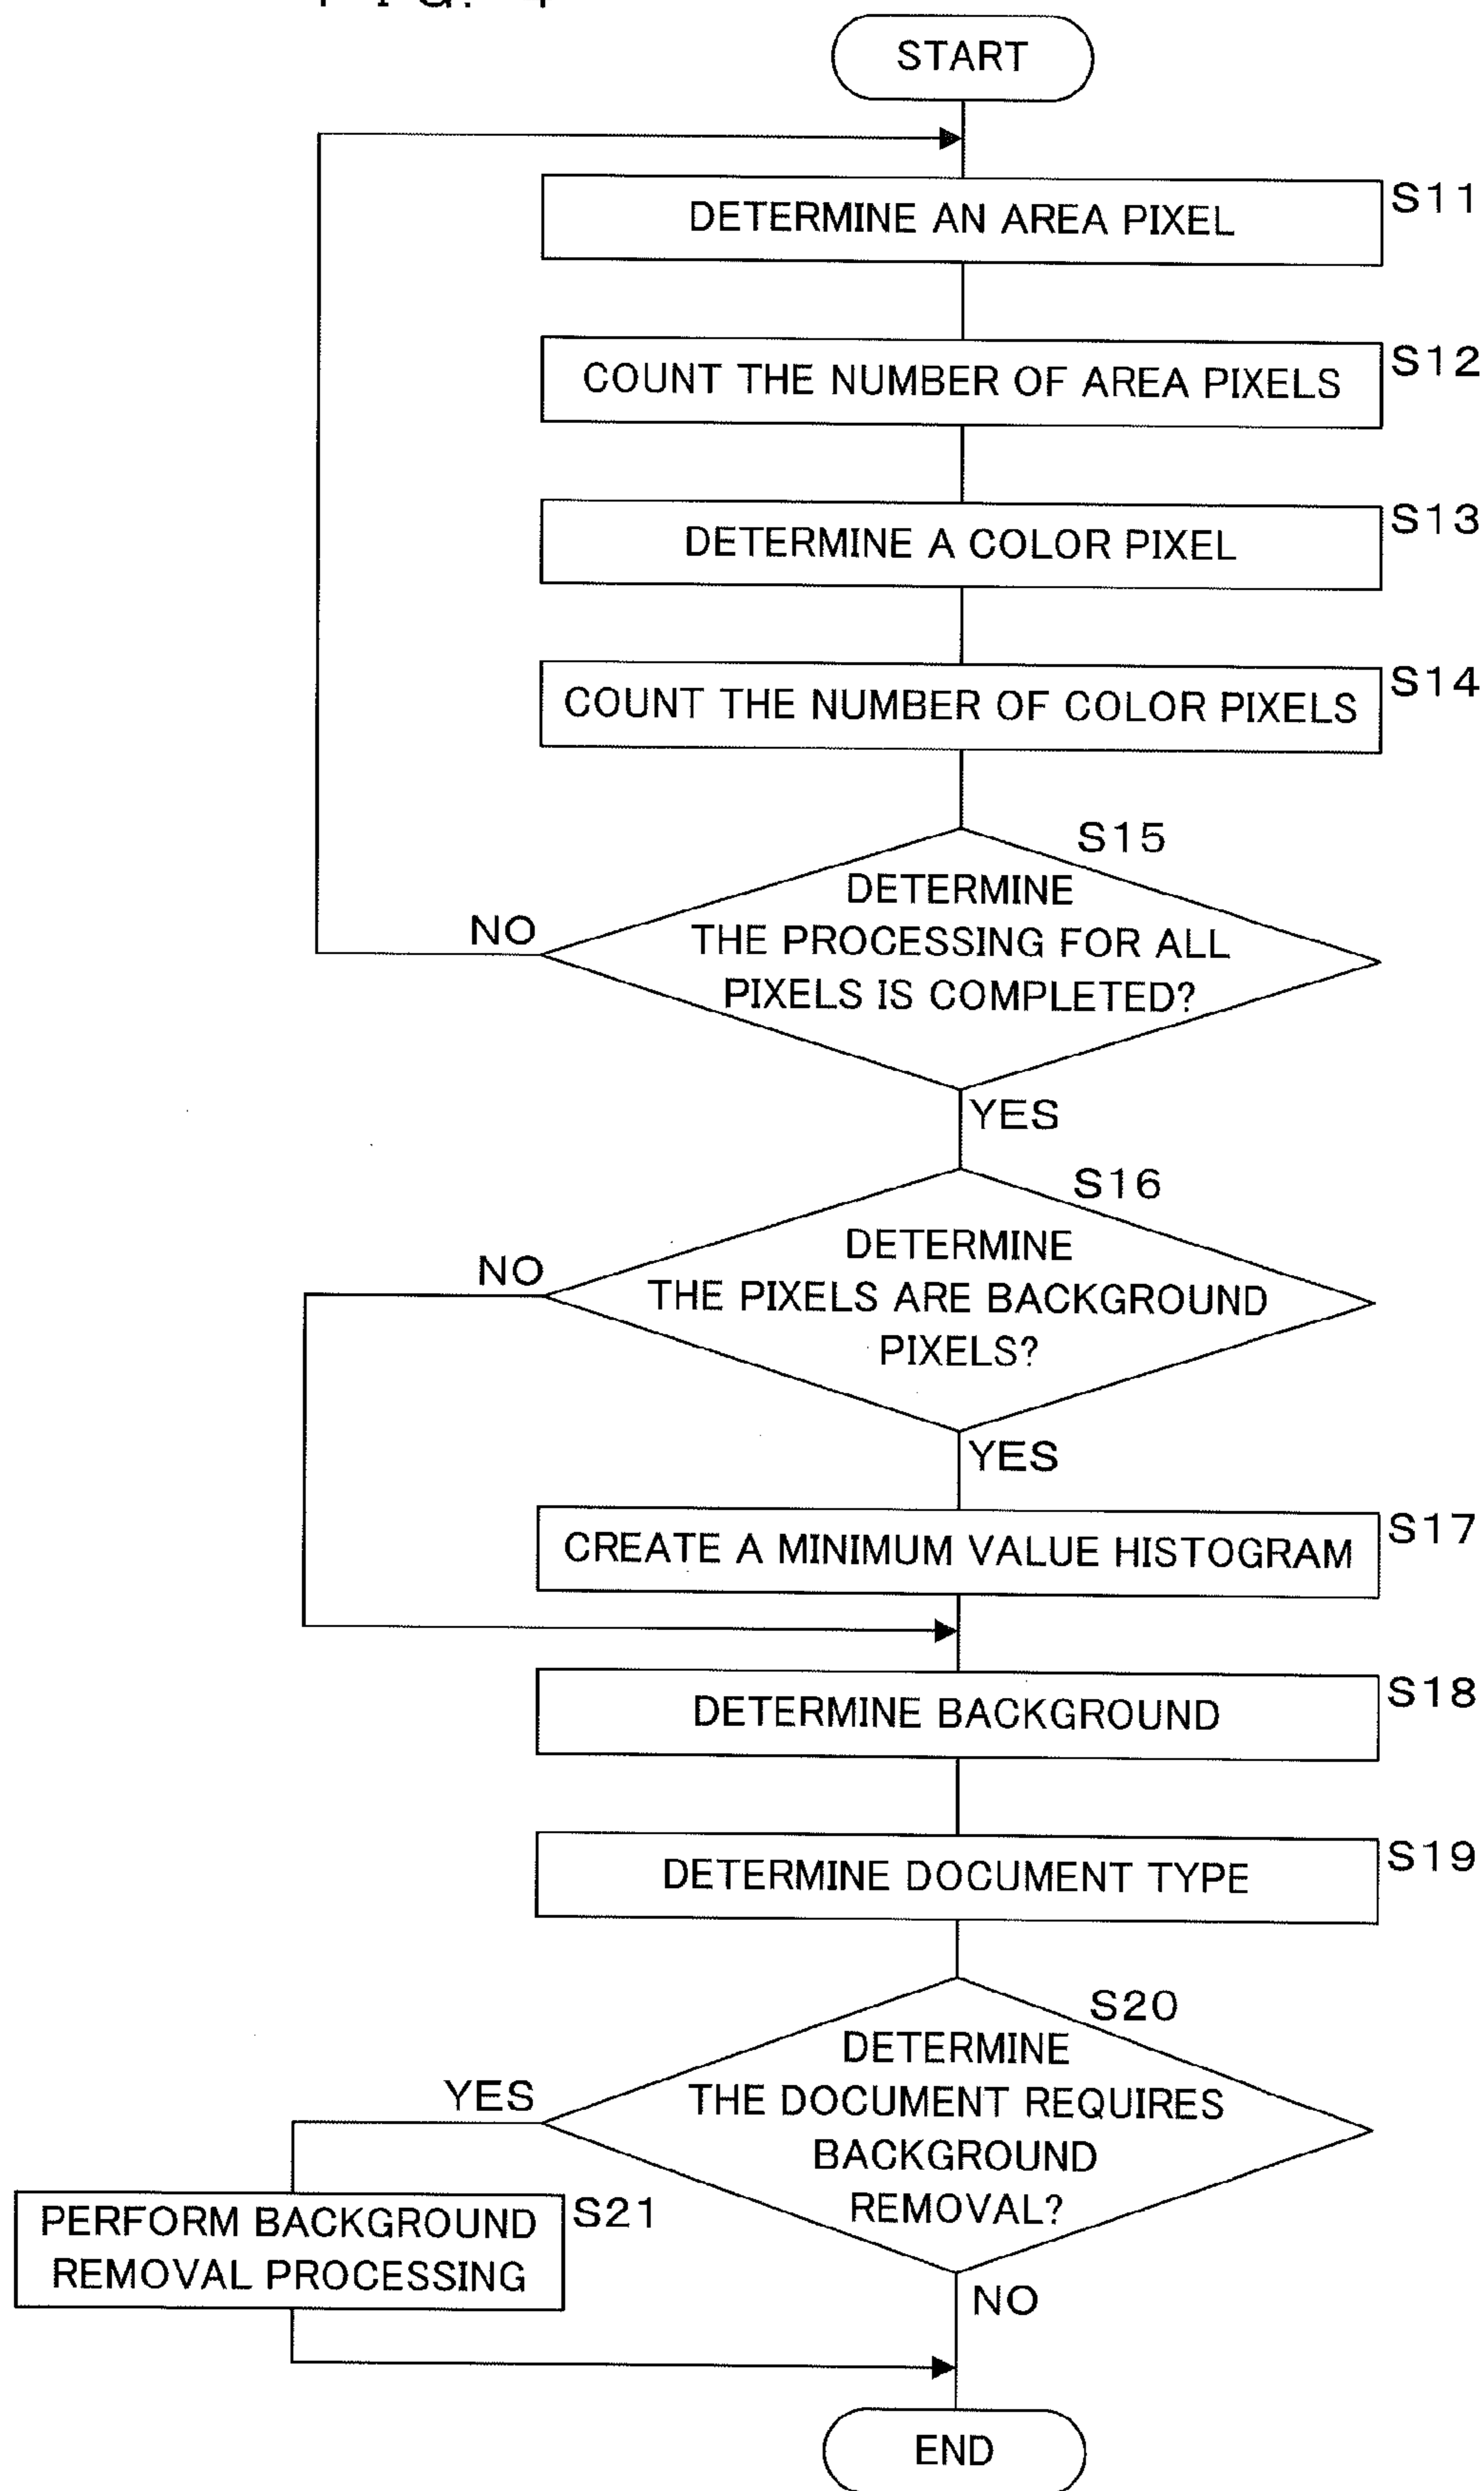 START
DETERMINE AN AREA PIXEL
S11
COUNT THE NUMBER OF AREA PIXELS
S12
DETERMINE A COLOR PIXEL
S13
COUNT THE NUMBER OF COLOR PIXELS
S14
S15
DETERMINE
THE PROCESSING FOR ALL
PIXELS IS COMPLETED?
NO
YES
S16
DETERMINE
THE PIXELS ARE BACKGROUND
PIXELS?
NO
YES
CREATE A MINIMUM VALUE HISTOGRAM
S17
DETERMINE BACKGROUND
S18
DETERMINE DOCUMENT TYPE
S19
S20
DETERMINE
THE DOCUMENT REQUIRES
BACKGROUND
REMOVAL?
YES
PERFORM BACKGROUND
REMOVAL PROCESSING
S21
NO
END